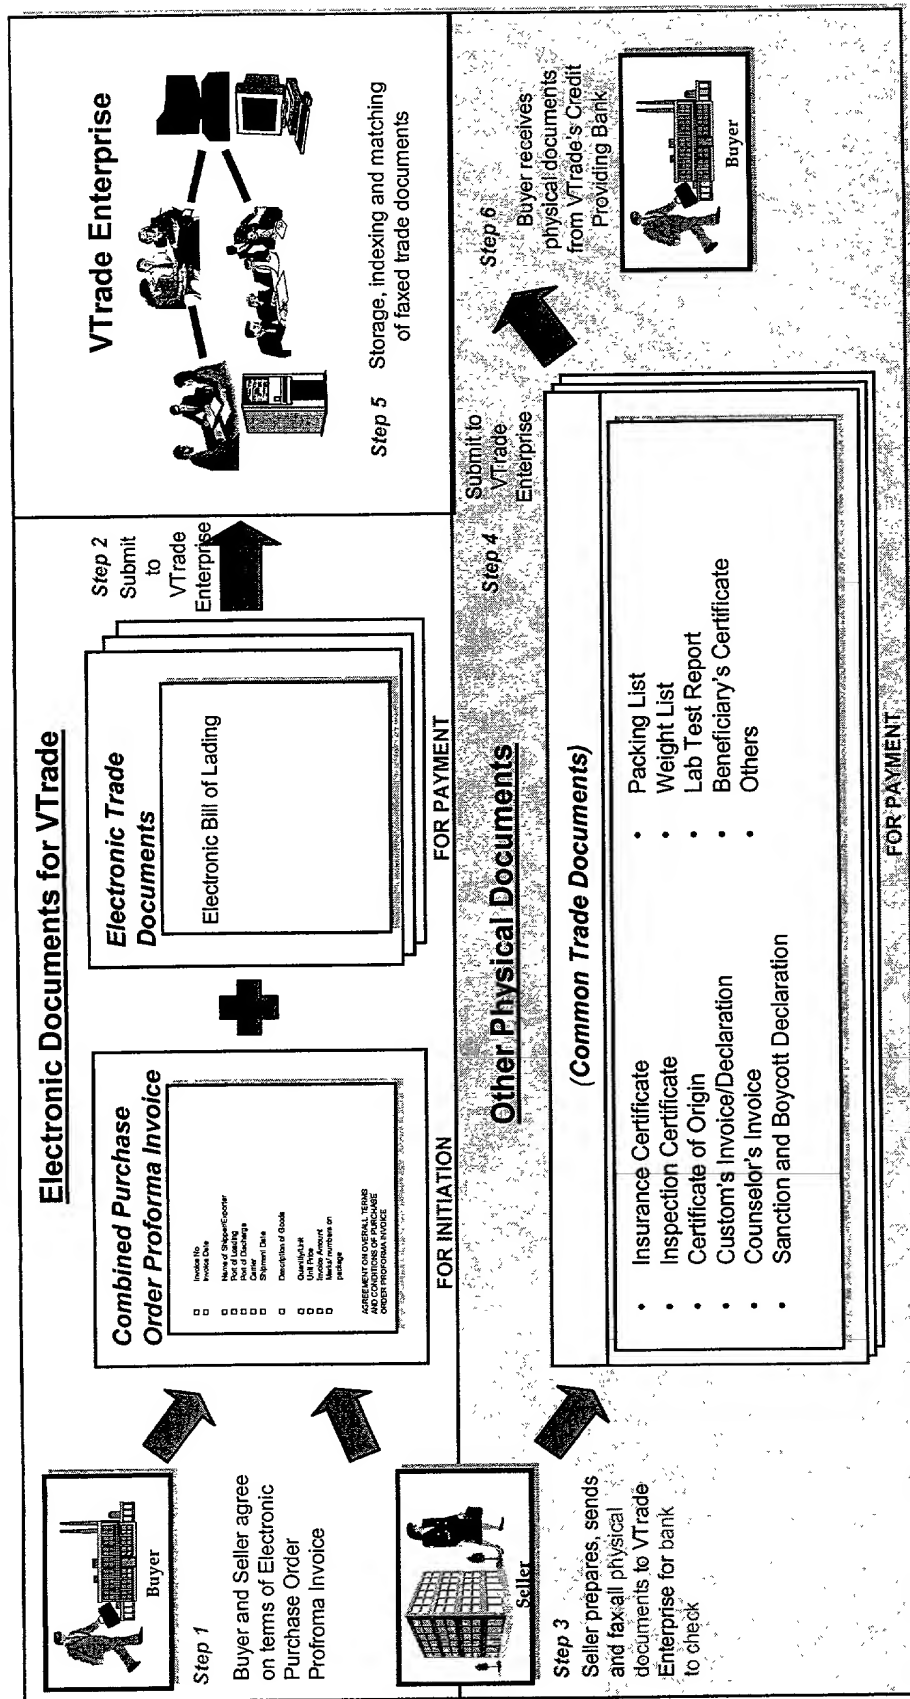 Electronic Documents for VTrade
Buyer
Step 1
Buyer and Seller agree
on terms of Electronic
Purchase Order
Profroma Invoice
Combined Purchase
Order Proforma Invoice
Invoice No
Invoice Date
Name of Shipper/Exporter
Port of Loading
Port of Discharge
Carrier
Shipment Date
Description of Goods
Quantity/Unit
Unit Price
Invoice Amount
Marks/ numbers on
package
AGREEMENT ON OVERALL TERMS
AND CONDITIONS OF PURCHASE
ORDER PROFORMA INVOICE
FOR INITIATION
Electronic Trade
Documents
Electronic Bill of Lading
FOR PAYMENT
Step 2
Submit
to
VTrade
Enterprise
VTrade Enterprise
Step 5 Storage, indexing and matching
of faxed trade documents
Other Physical Documents
Seller
Step 3
Seller prepares, sends
and fax all physical
documents to VTrade
Enterprise for bank
to check
(Common Trade Documents)
• Insurance Certificate
• Inspection Certificate
• Certificate of Origin
• Custom's Invoice/Declaration
• Counselor's Invoice
• Sanction and Boycott Declaration
• Packing List
• Weight List
• Lab Test Report
• Beneficiary's Certificate
• Others
FOR PAYMENT
Step 4 Submit to
VTrade
Enterprise
Step 6
Buyer receives
physical documents
from VTrade's Credit
Providing Bank
Buyer